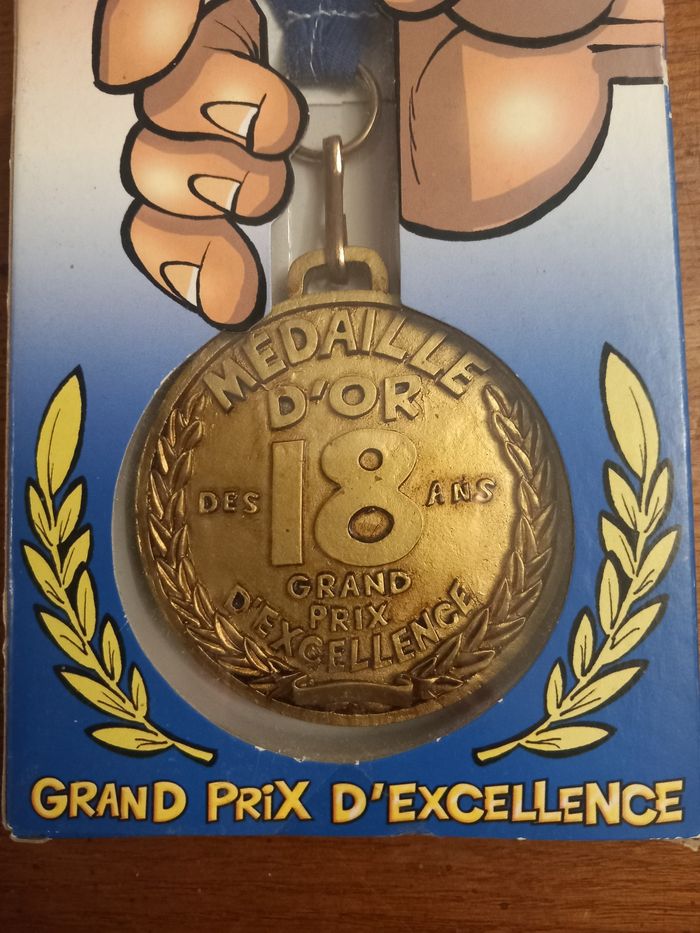 MEDAILLE
D'OR
DES 18 ANS
GRAND
PRIX
D'EXCELLENCE
GRAND PRiX D'EXCELLENCE